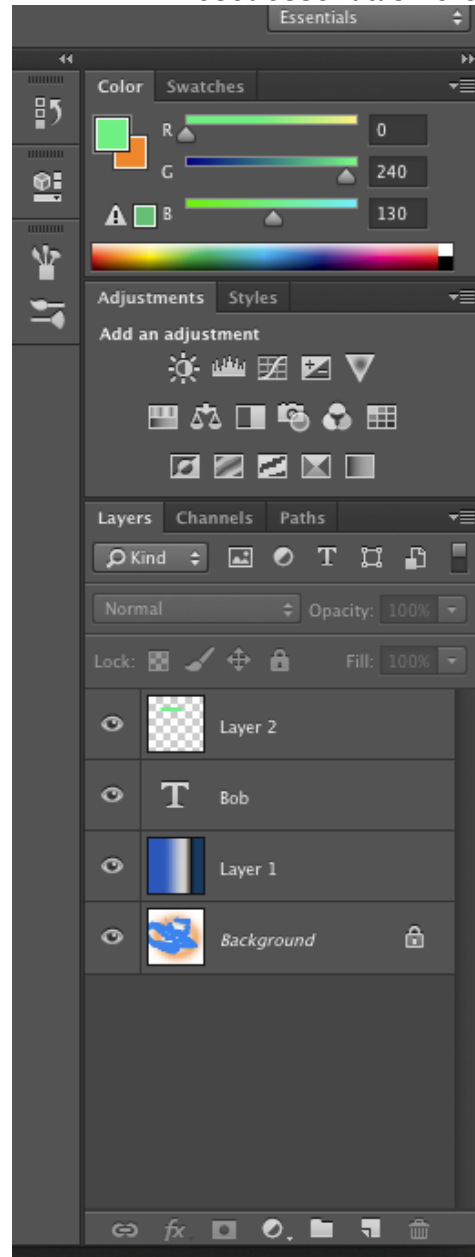 Essentials
Color Swatches
R 0
G 240
B 130
Adjustments Styles
Add an adjustment
Layers Channels Paths
Kind T
Normal Opacity: 100%
Lock: Fill: 100%
Layer 2
T Bob
Layer 1
Background
fx